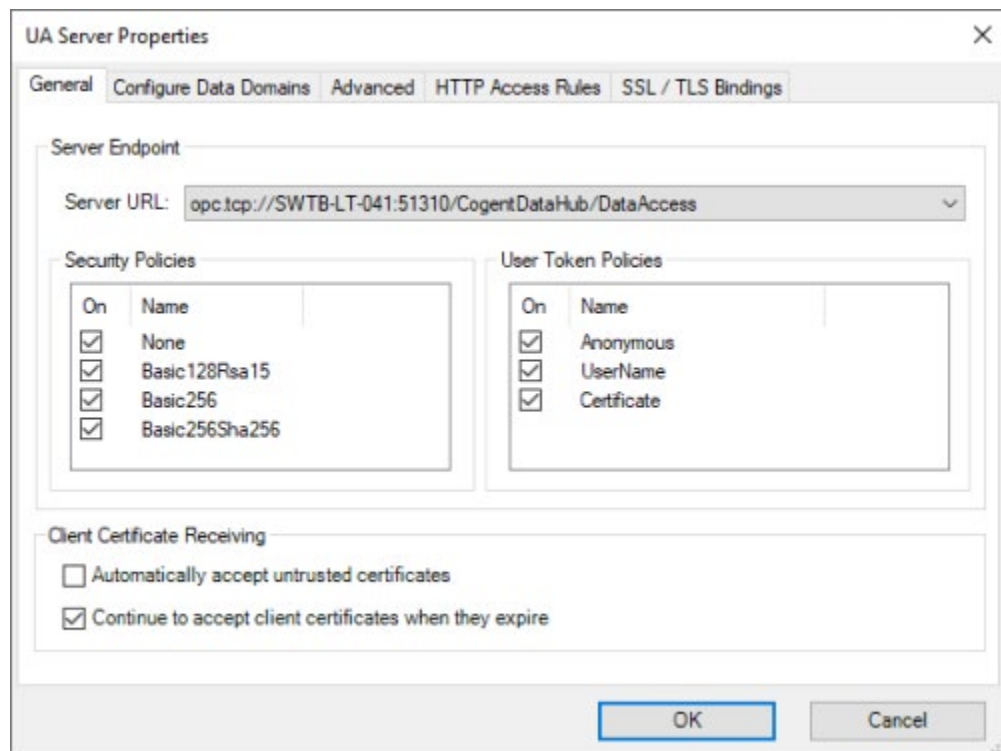 UA Server Properties
General Configure Data Domains Advanced HTTP Access Rules SSL / TLS Bindings
Server Endpoint
Server URL: opc.tcp://SWTB-LT-041:51310/CogentDataHub/DataAccess
Security Policies
On Name
None
Basic128Rsa15
Basic256
Basic256Sha256
User Token Policies
On Name
Anonymous
UserName
Certificate
Client Certificate Receiving
Automatically accept untrusted certificates
Continue to accept client certificates when they expire
OK Cancel